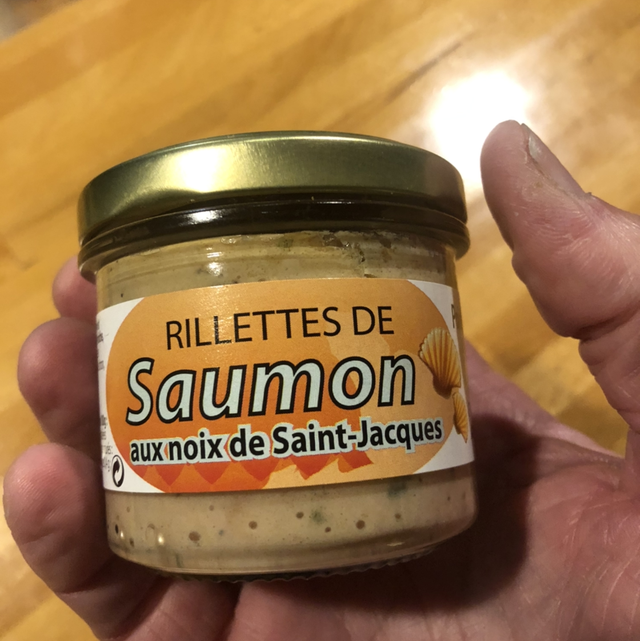 RILLETTES DE
Saumon
aux noix de Saint-Jacques